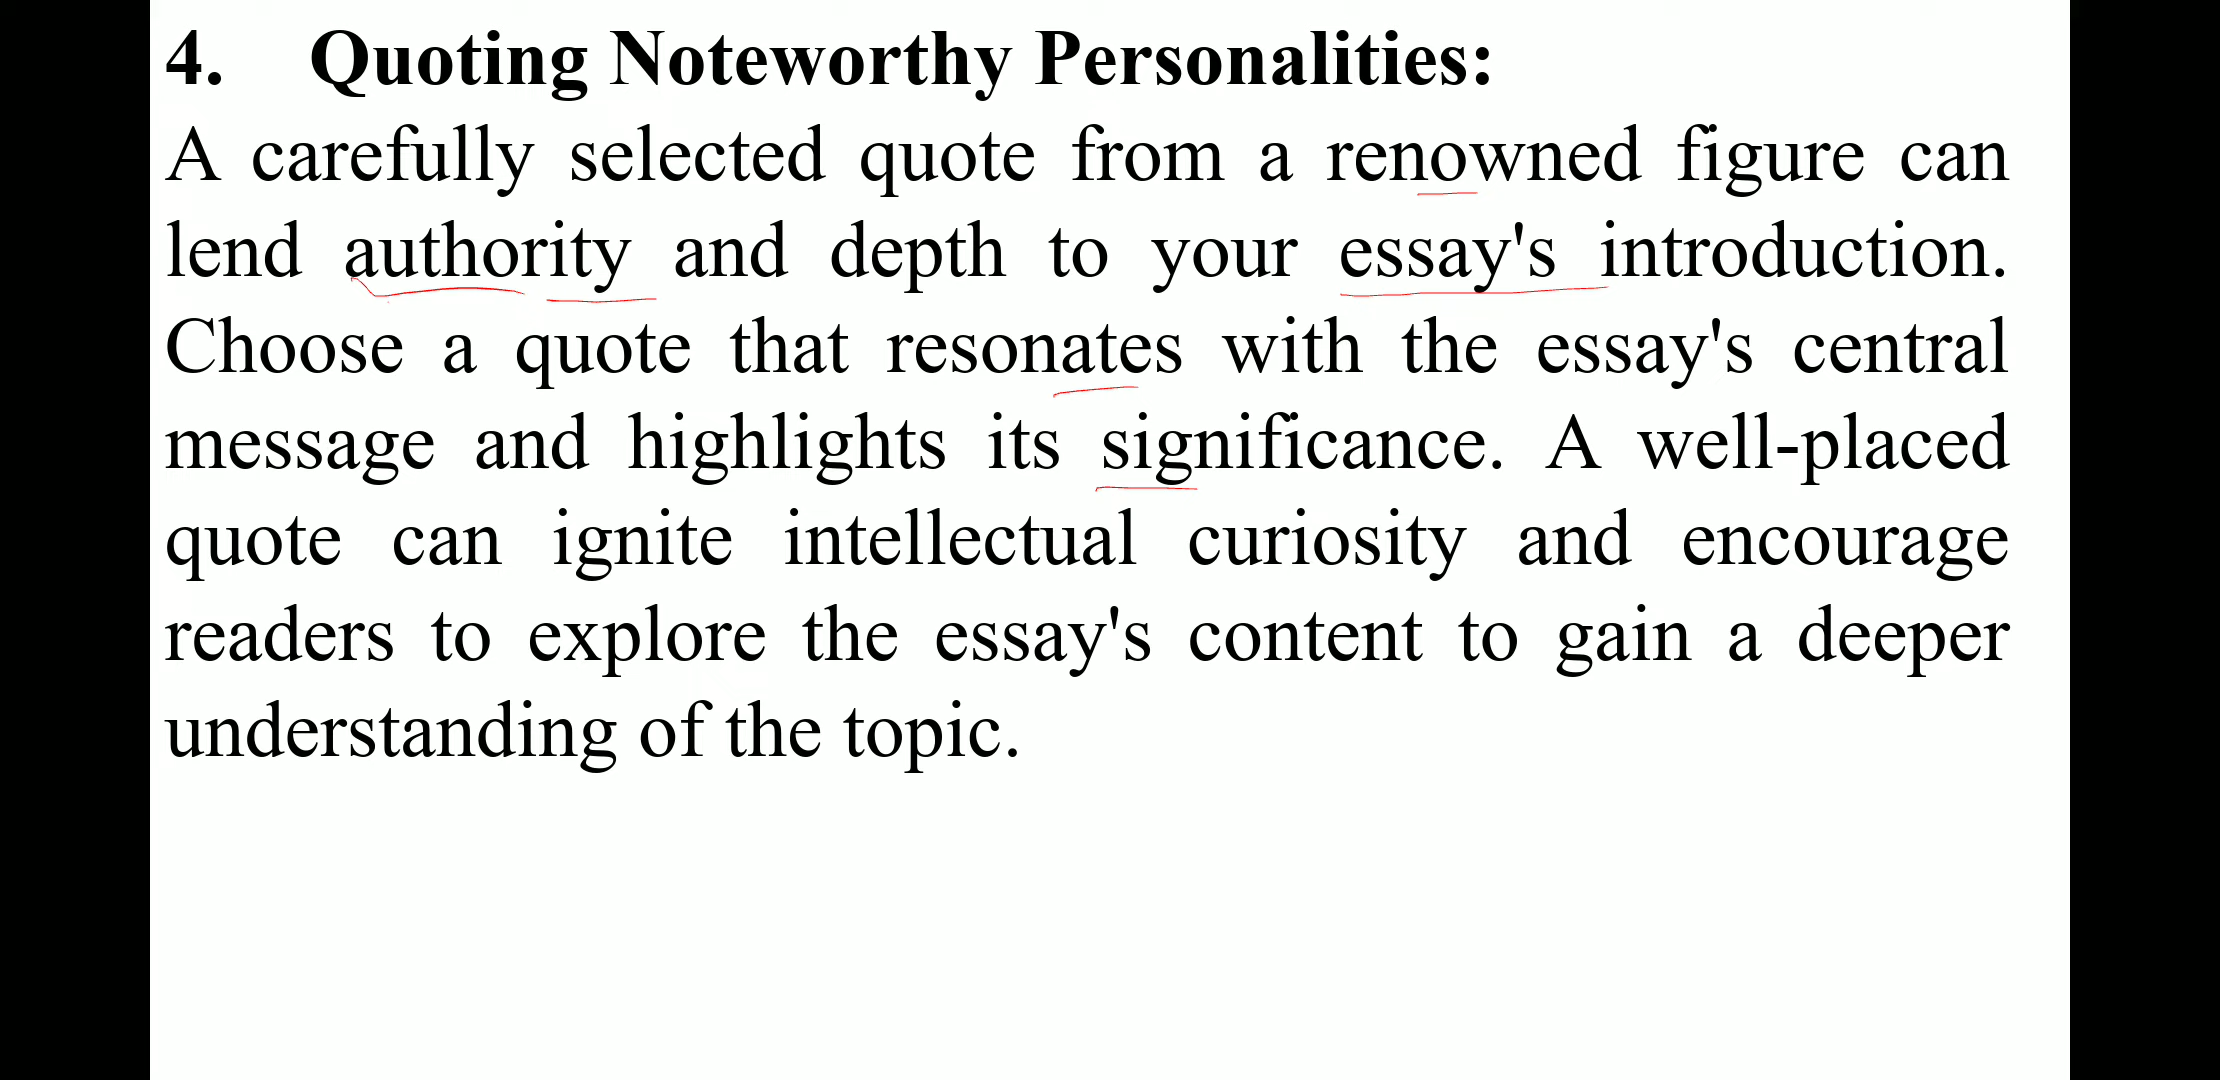 4. Quoting Noteworthy Personalities:
A carefully selected quote from a renowned figure can
lend authority and depth to your essay's introduction.
Choose a quote that resonates with the essay's central
message and highlights its significance. A well-placed
quote can ignite intellectual curiosity and encourage
readers to explore the essay's content to gain a deeper
understanding of the topic.